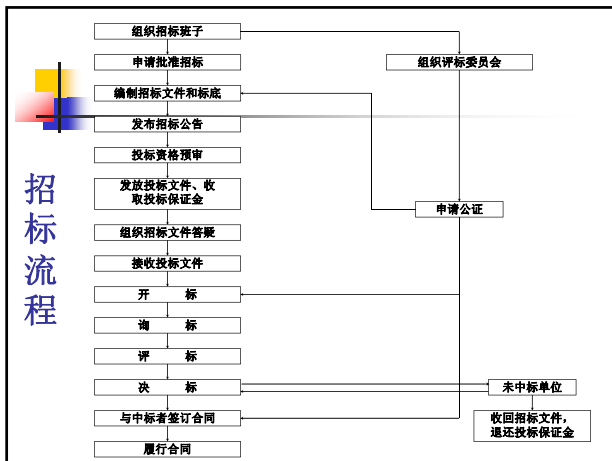 招标流程
组织招标班子
申请批准招标
组织评标委员会
编制招标文件和标底
发布招标公告
投标资格预审
发放投标文件、收
取投标保证金
申请公证
组织招标文件答疑
接收投标文件
开 标
询 标
评 标
决 标
未中标单位
与中标者签订合同
收回招标文件，
退还投标保证金
履行合同